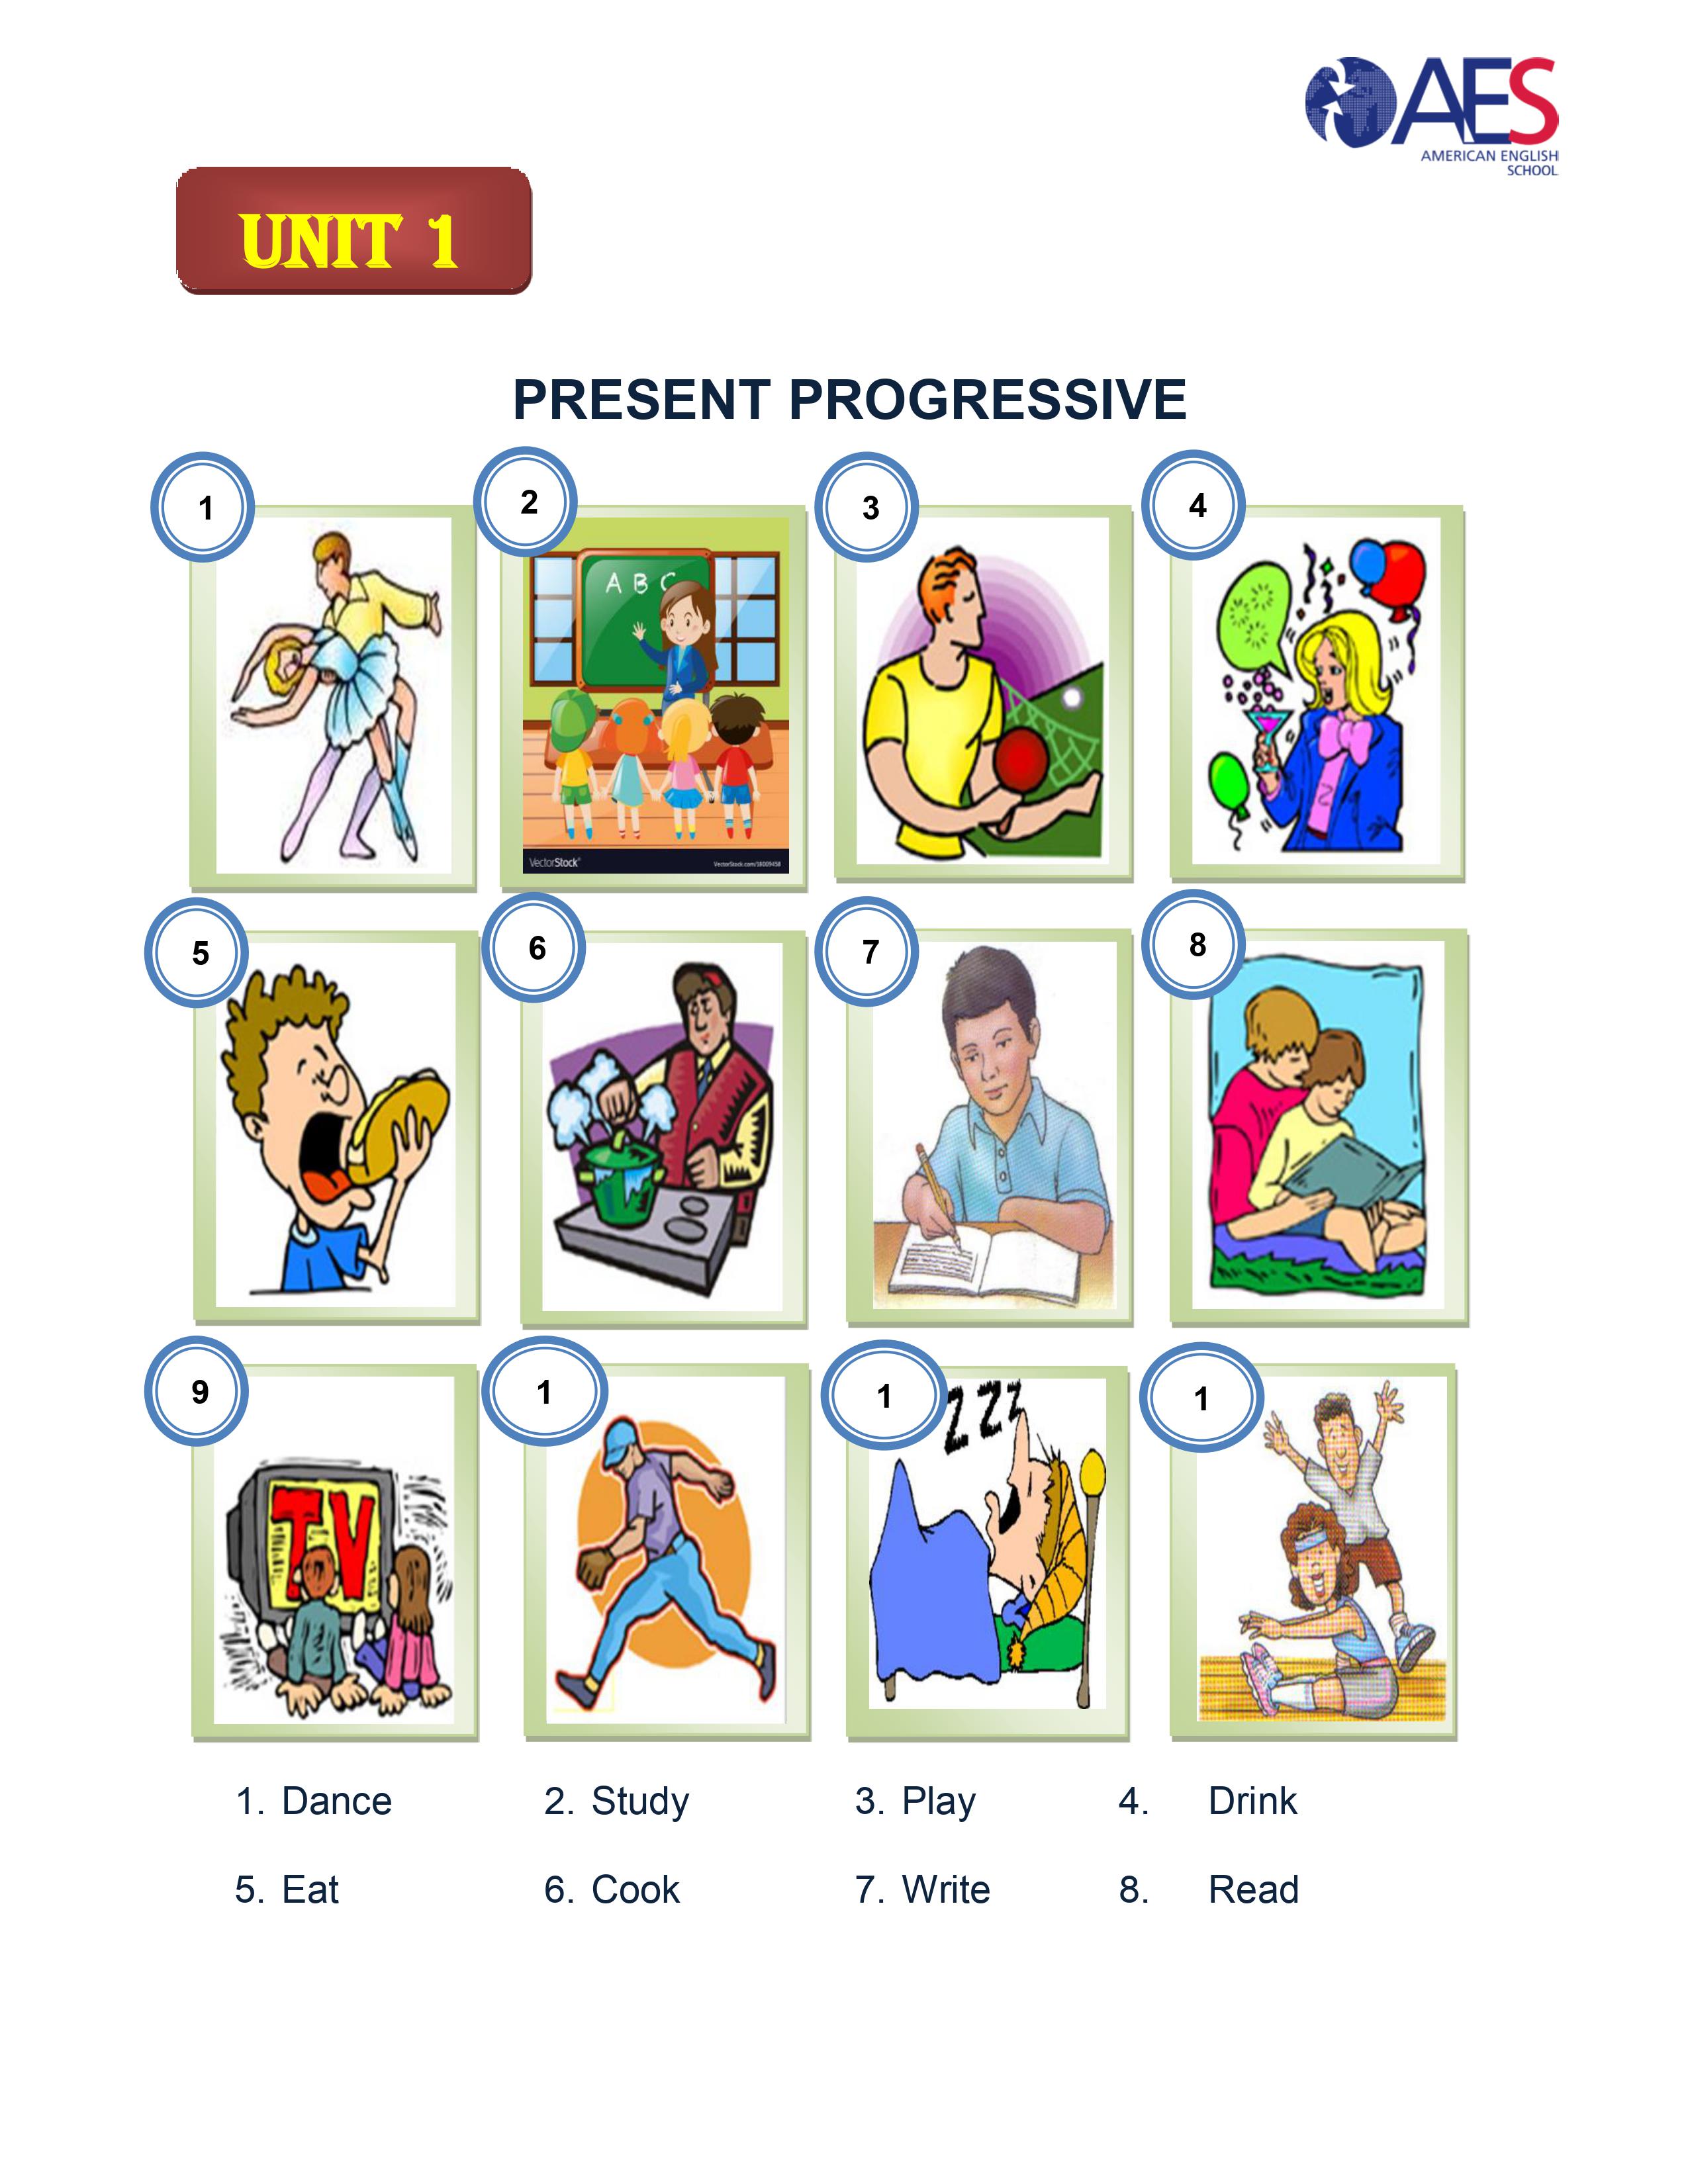 AES
AMERICAN ENGLISH
SCHOOL
UNIT 1
PRESENT PROGRESSIVE
1
2
3
4
A B C
VectorStock®
VectorStock.com/18009458
5
6
7
8
9
1
1
1
TV
ZZZ
1. Dance 2. Study 3. Play 4. Drink
5. Eat 6. Cook 7. Write 8. Read